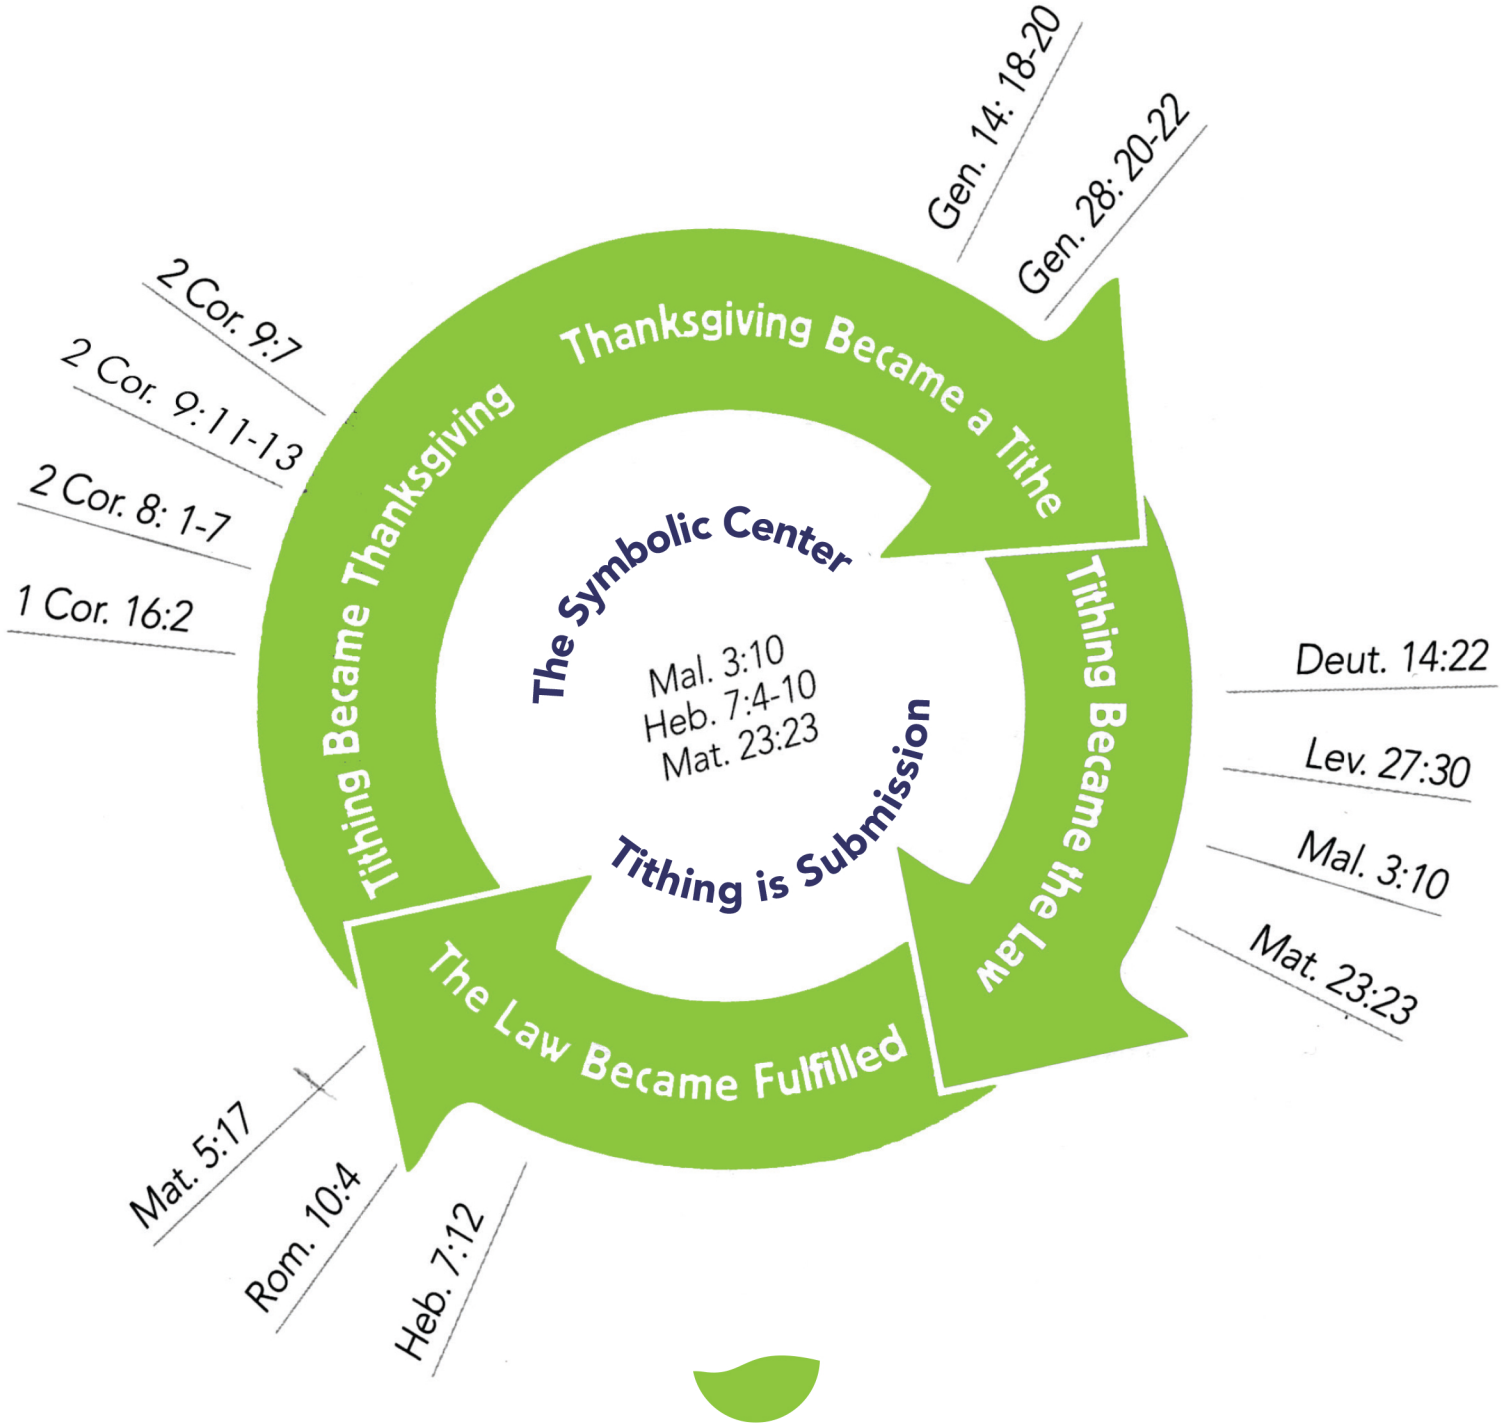 Gen. 14: 18-20
Gen. 28: 20-22
Thanksgiving Became a Tithe
Deut. 14:22
Lev. 27:30
Mal. 3:10
Mat. 23:23
Tithing Became the Law
The Law Became Fulfilled
Heb. 7:12
Rom. 10:4
Mat. 5:17
Tithing Became Thanksgiving
1 Cor. 16:2
2 Cor. 8: 1-7
2 Cor. 9:11-13
2 Cor. 9:7
The Symbolic Center
Mal. 3:10
Heb. 7:4-10
Mat. 23:23
Tithing is Submission